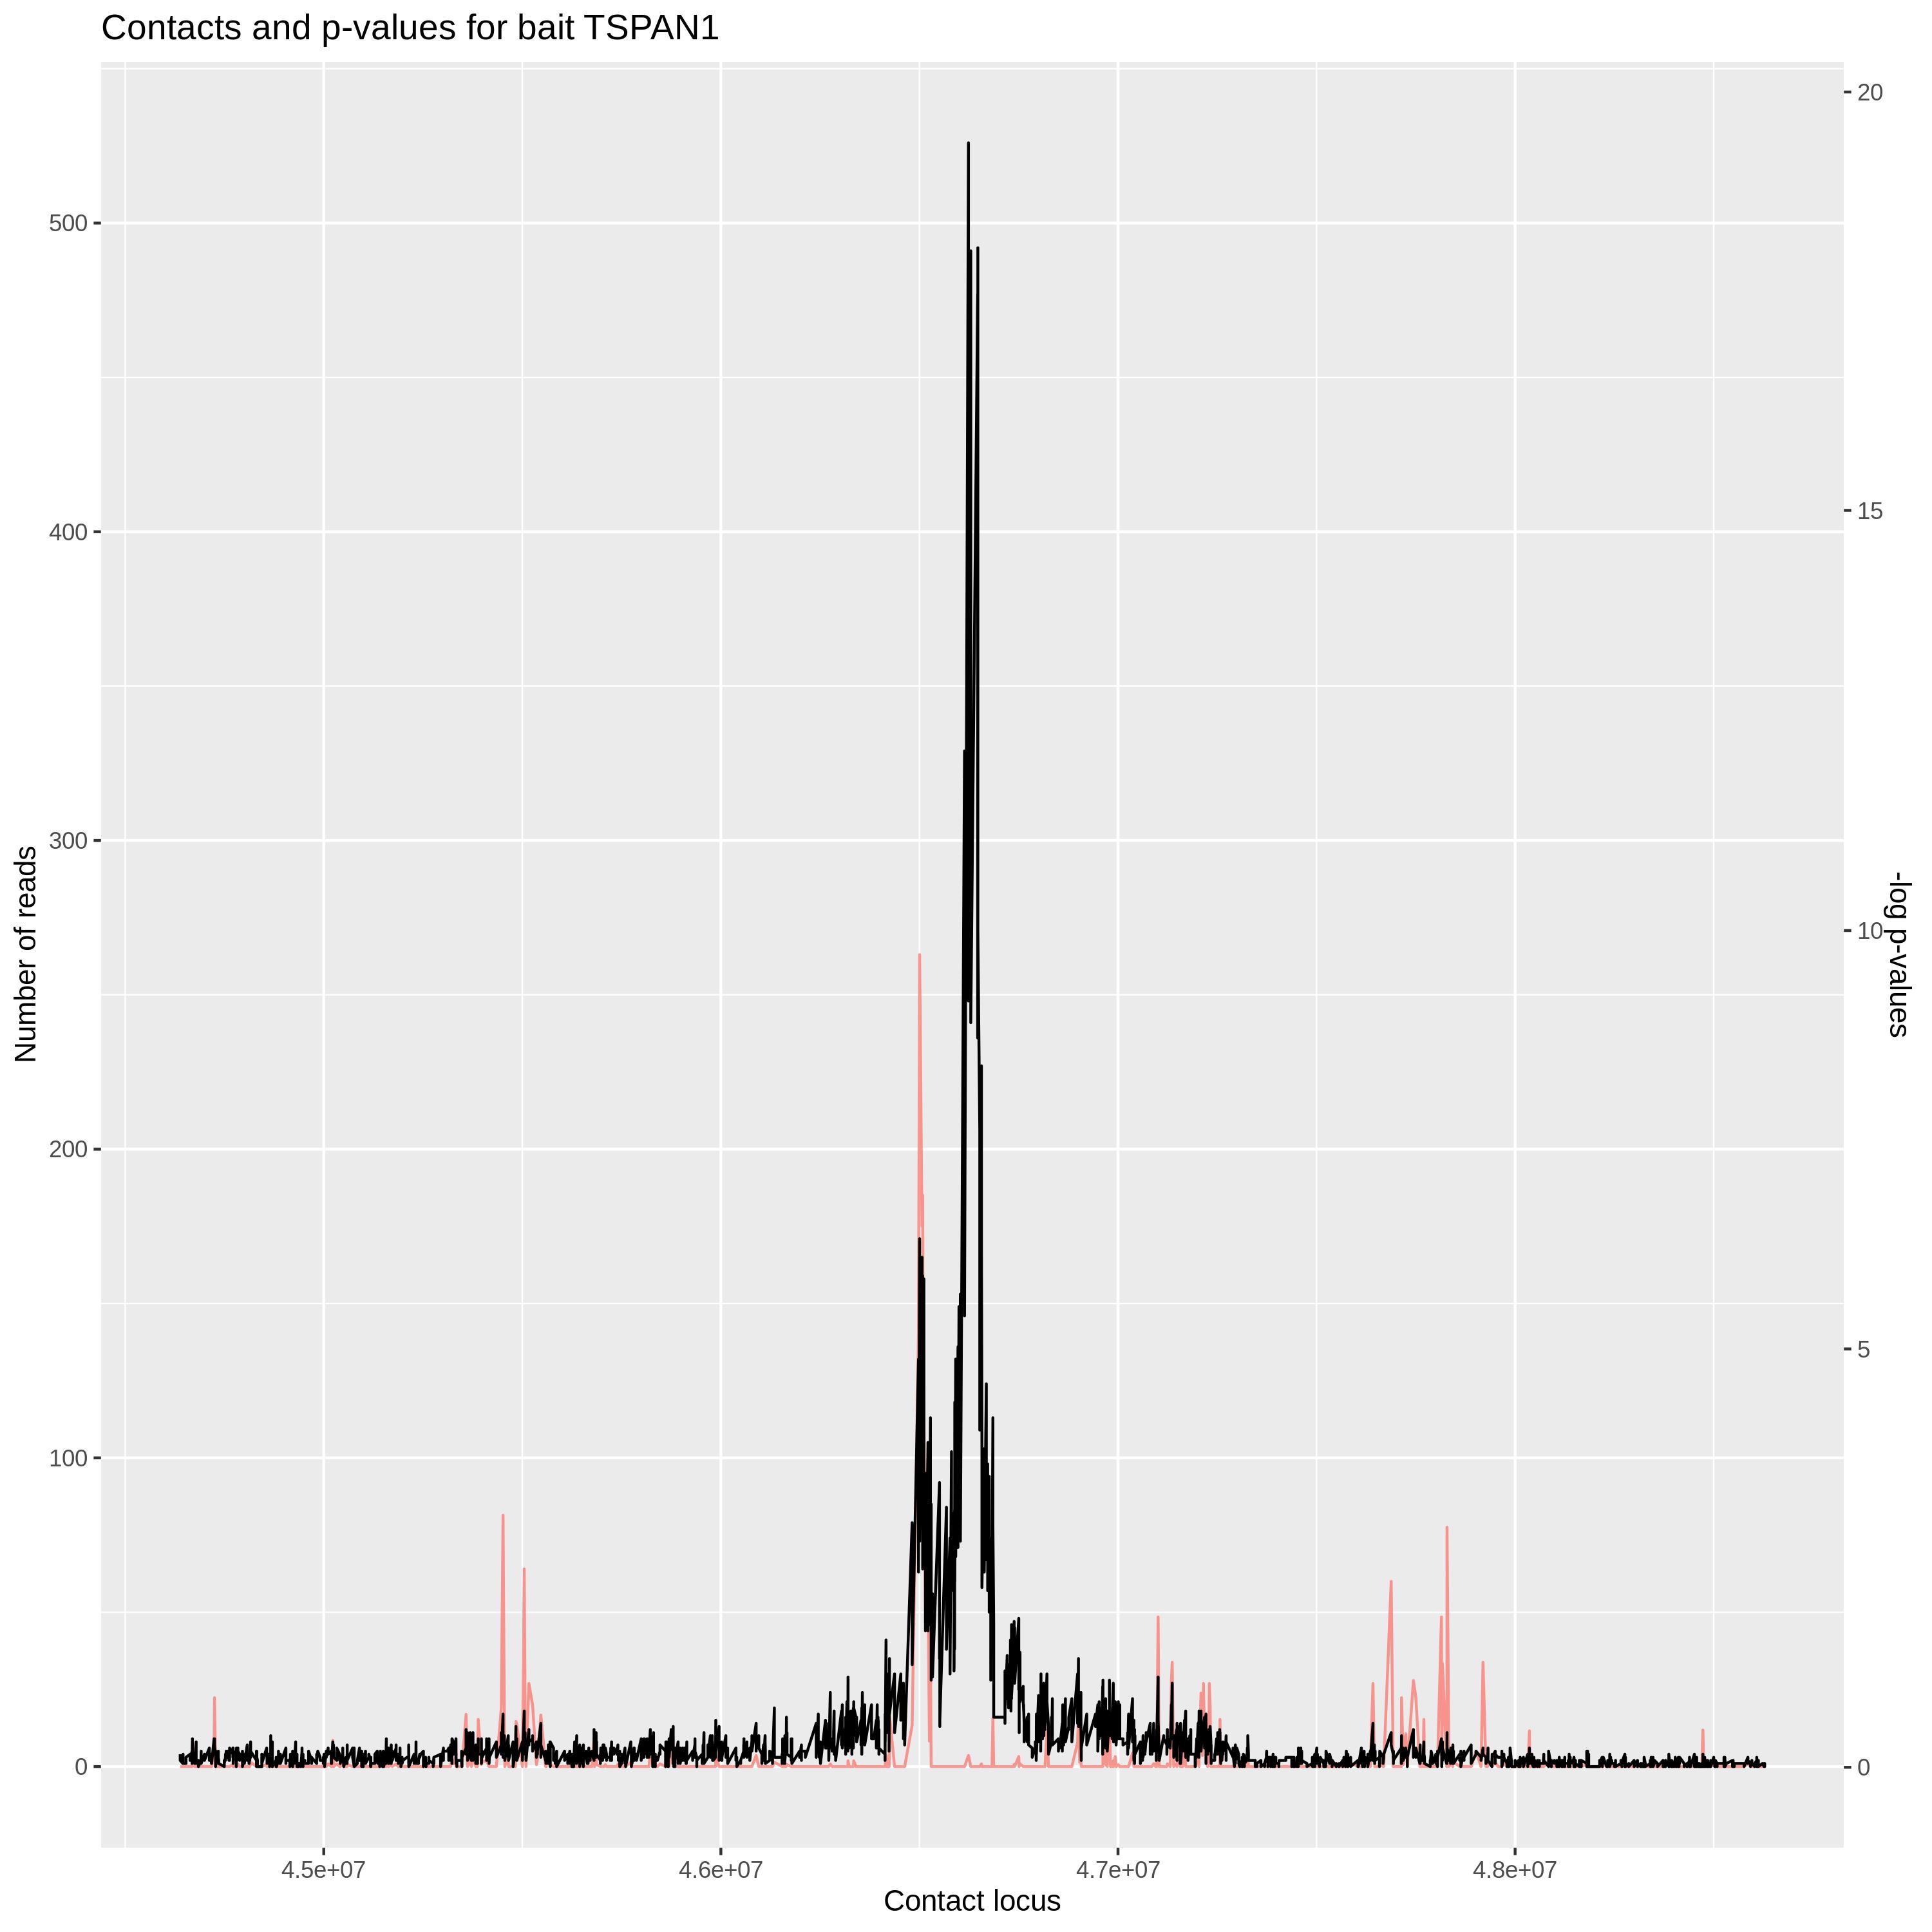 Contacts and p-values for bait TSPAN1
Number of reads
500
400
300
200
100
0
20
15
10
5
0
-log p-values
4.5e+07
4.6e+07
4.7e+07
4.8e+07
Contact locus